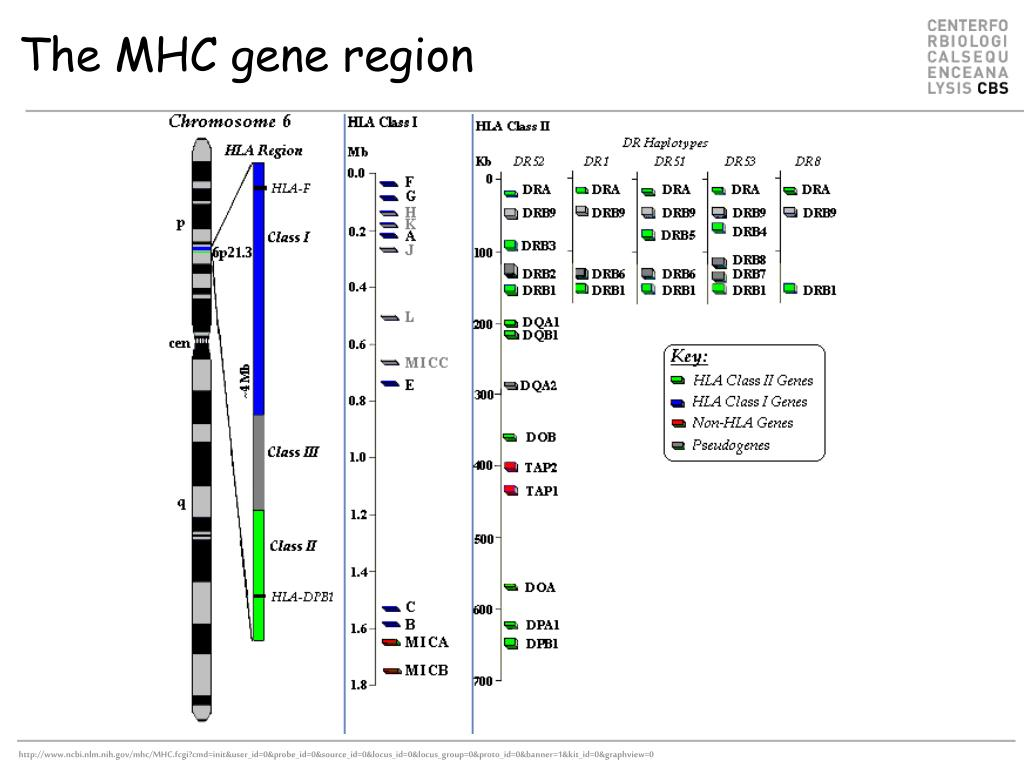 The MHC gene region
CENTERFO
RBIOLOGI
CALSEQU
ENCEANA
LYSIS CBS
Chromosome 6
HLA Region
HLA-F
p
Class I
6p21.3
cen
~4 Mb
Class III
q
Class II
HLA-DPB1
HLA Class I
Mb
0.0
F
G
H
K
0.2
A
J
0.4
L
0.6
MICC
E
0.8
1.0
1.2
1.4
C
B
1.6
MICA
MICB
1.8
HLA Class II
DR Haplotypes
Kb DR52 DR1 DR51 DR53 DR8
0
DRA DRA DRA DRA DRA
DRB9 DRB9 DRB9 DRB9 DRB9
DRB4
DRB5
DRB3
100
DRB8
DRB2 DRB6 DRB6 DRB7
DRB1 DRB1 DRB1 DRB1 DRB1
200
DQA1
DQB1
DQA2
300
DOB
400
TAP2
TAP1
500
DOA
600
DPA1
DPB1
700
Key:
HLA Class II Genes
HLA Class I Genes
Non-HLA Genes
Pseudogenes
http://www.ncbi.nlm.nih.gov/mhc/MHC.fcgi?cmd=init&user_id=0&probe_id=0&source_id=0&locus_id=0&locus_group=0&proto_id=0&banner=1&kit_id=0&graphview=0